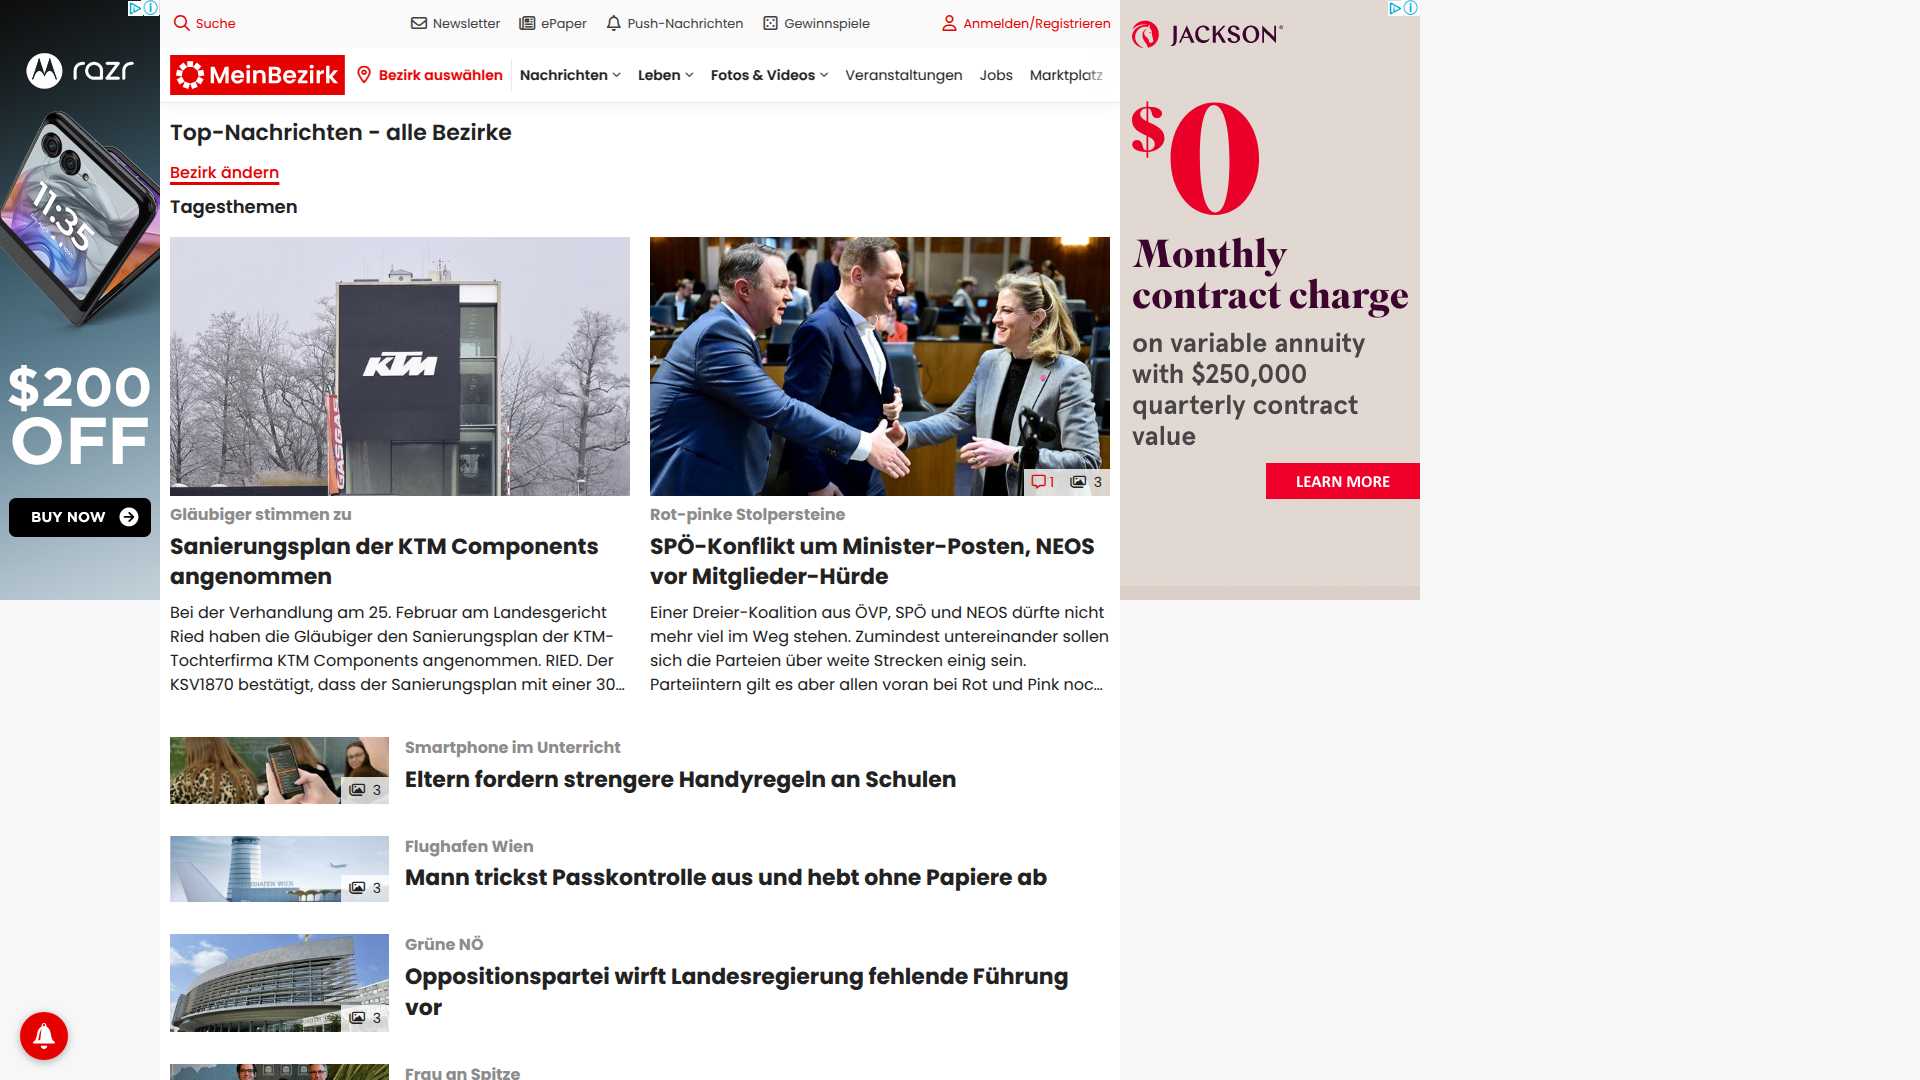 Suche
Newsletter
ePaper
Push-Nachrichten
Gewinnspiele
Anmelden/Registrieren
MeinBezirk
Bezirk auswählen
Nachrichten
Leben
Fotos & Videos
Veranstaltungen
Jobs
Marktplatz
razr
11:35
$200
OFF
BUY NOW
Top-Nachrichten - alle Bezirke
Bezirk ändern
Tagesthemen
KTM
GASGAS
1
3
Gläubiger stimmen zu
Sanierungsplan der KTM Components
angenommen
Bei der Verhandlung am 25. Februar am Landesgericht
Ried haben die Gläubiger den Sanierungsplan der KTM-
Tochterfirma KTM Components angenommen. RIED. Der
KSV1870 bestätigt, dass der Sanierungsplan mit einer 30...
Rot-pinke Stolpersteine
SPÖ-Konflikt um Minister-Posten, NEOS
vor Mitglieder-Hürde
Einer Dreier-Koalition aus ÖVP, SPÖ und NEOS dürfte nicht
mehr viel im Weg stehen. Zumindest untereinander sollen
sich die Parteien über weite Strecken einig sein.
Parteiintern gilt es aber allen voran bei Rot und Pink noc...
3
Smartphone im Unterricht
Eltern fordern strengere Handyregeln an Schulen
3
Flughafen Wien
Mann trickst Passkontrolle aus und hebt ohne Papiere ab
3
Grüne NÖ
Oppositionspartei wirft Landesregierung fehlende Führung
vor
Frau an Spitze
JACKSON®
$0
Monthly
contract charge
on variable annuity
with $250,000
quarterly contract
value
LEARN MORE